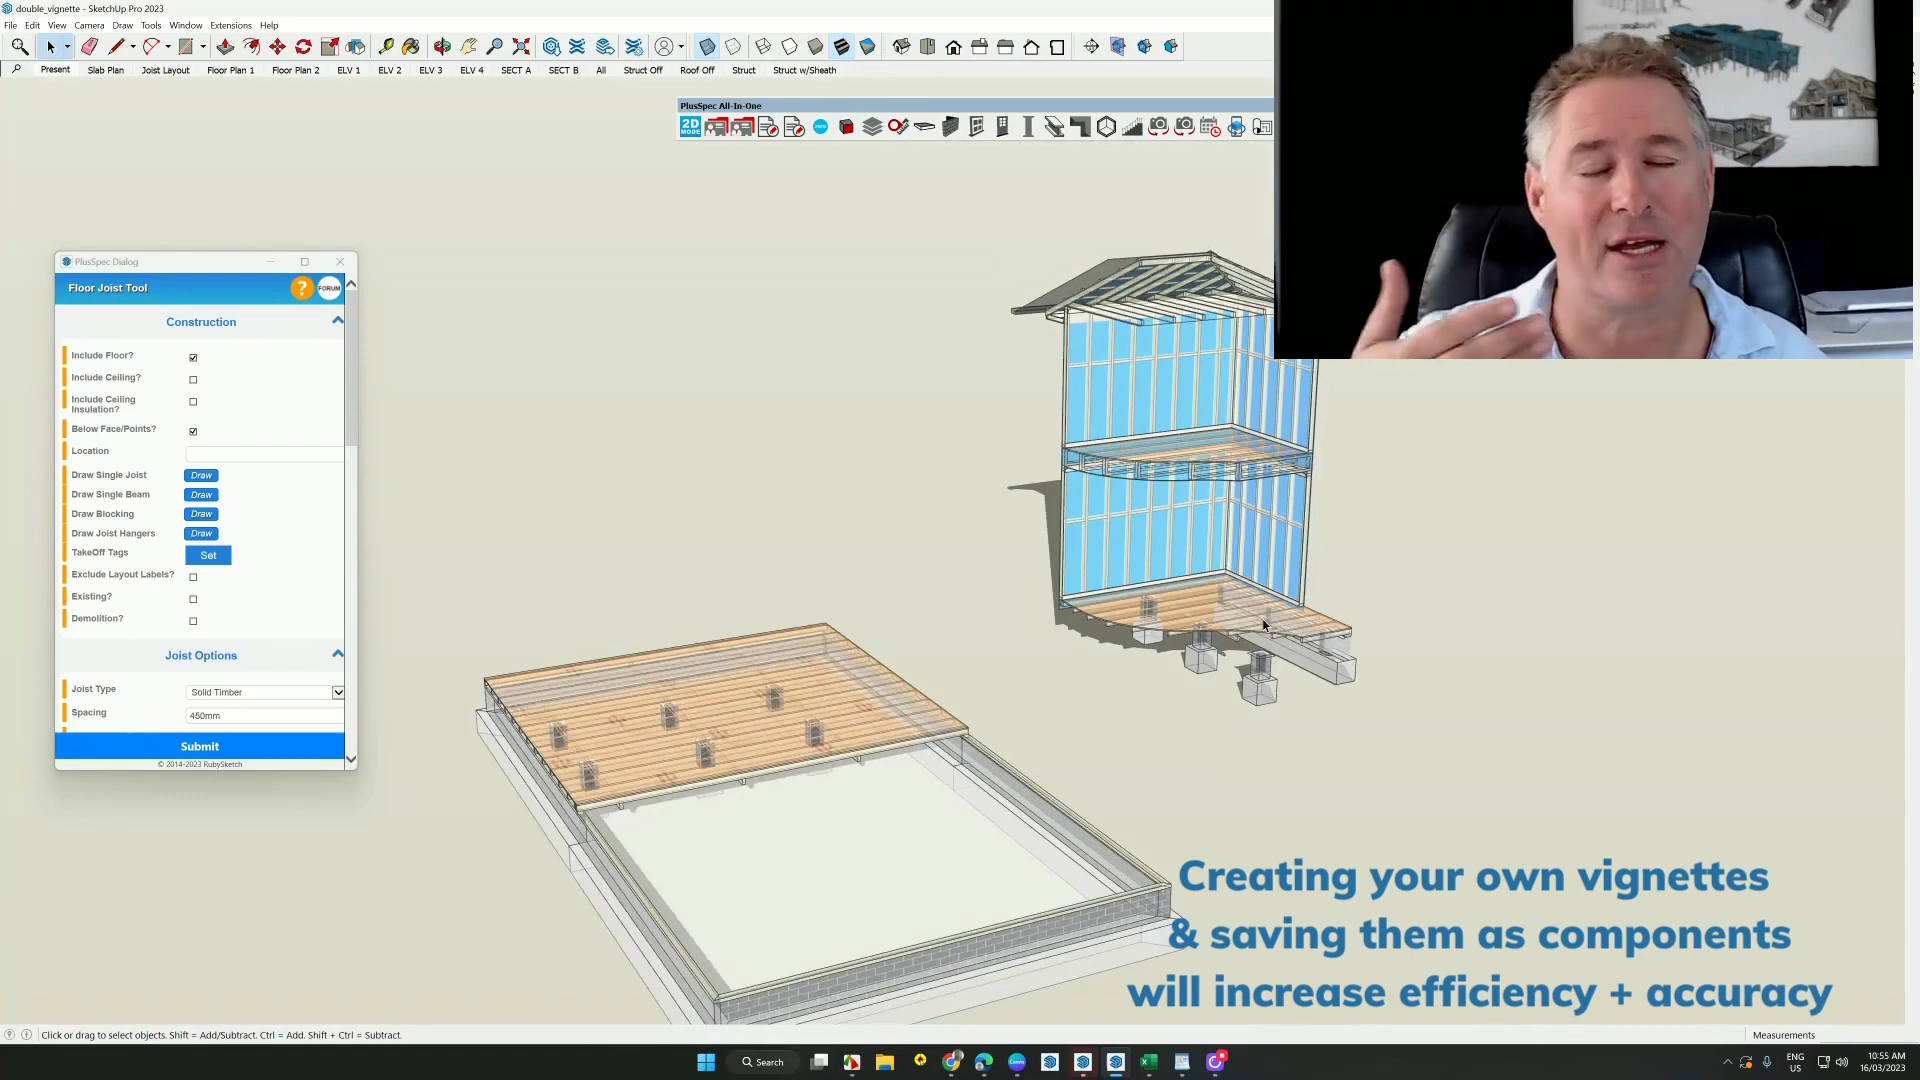 double_vignette - SketchUp Pro 2023
File Edit View Camera Draw Tools Window Extensions Help
Present Slab Plan Joist Layout Floor Plan 1 Floor Plan 2 ELV 1 ELV 2 ELV 3 ELV 4 SECT A SECT B All Struct Off Roof Off Struct Struct w/Sheath
PlusSpec All-In-One
2D MODE
PlusSpec Dialog
Floor Joist Tool ? FORUM
Construction
Include Floor?
Include Ceiling?
Include Ceiling
Insulation?
Below Face/Points?
Location
Draw Single Joist Draw
Draw Single Beam Draw
Draw Blocking Draw
Draw Joist Hangers Draw
TakeOff Tags Set
Exclude Layout Labels?
Existing?
Demolition?
Joist Options
Joist Type Solid Timber
Spacing 450mm
Submit
© 2014-2023 RubySketch
Creating your own vignettes
& saving them as components
will increase efficiency + accuracy
Click or drag to select objects. Shift = Add/Subtract. Ctrl = Add. Shift + Ctrl = Subtract.
Measurements
Search
ENG
US
10:55 AM
16/03/2023